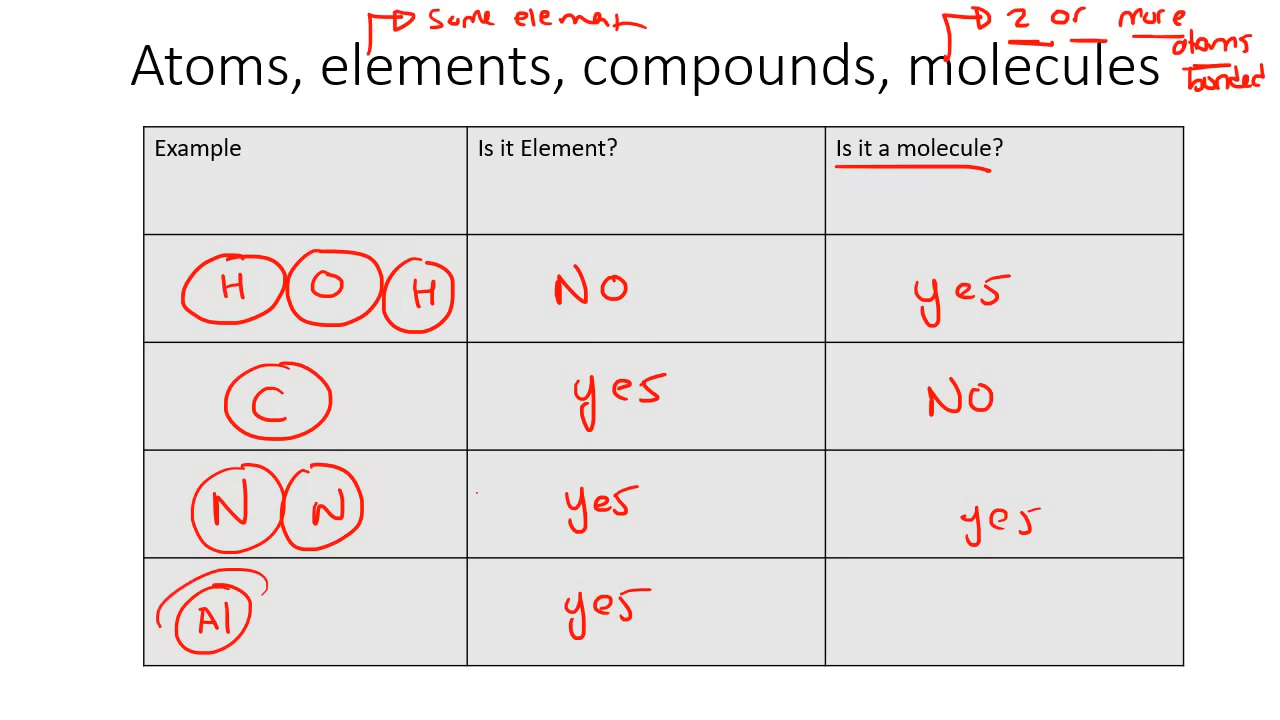 Same element
2 or more
atoms
bonded
Atoms, elements, compounds, molecules
Example Is it Element? Is it a molecule?
H O H NO yes
C yes NO
N N yes yes
Al yes